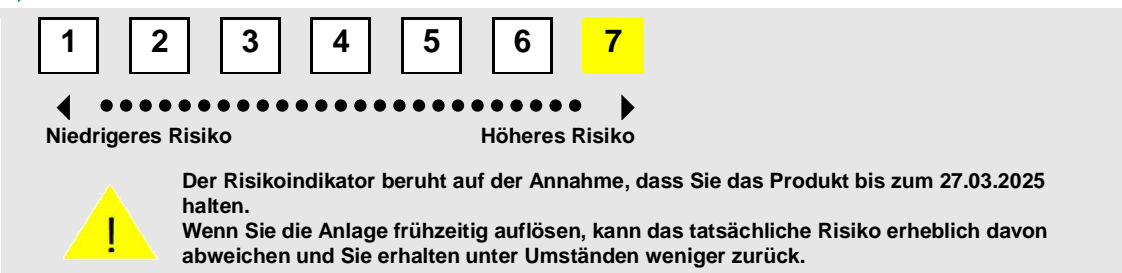 1 2 3 4 5 6 7
Niedrigeres Risiko Höheres Risiko
Der Risikoindikator beruht auf der Annahme, dass Sie das Produkt bis zum 27.03.2025
halten.
! Wenn Sie die Anlage frühzeitig auflösen, kann das tatsächliche Risiko erheblich davon
abweichen und Sie erhalten unter Umständen weniger zurück.